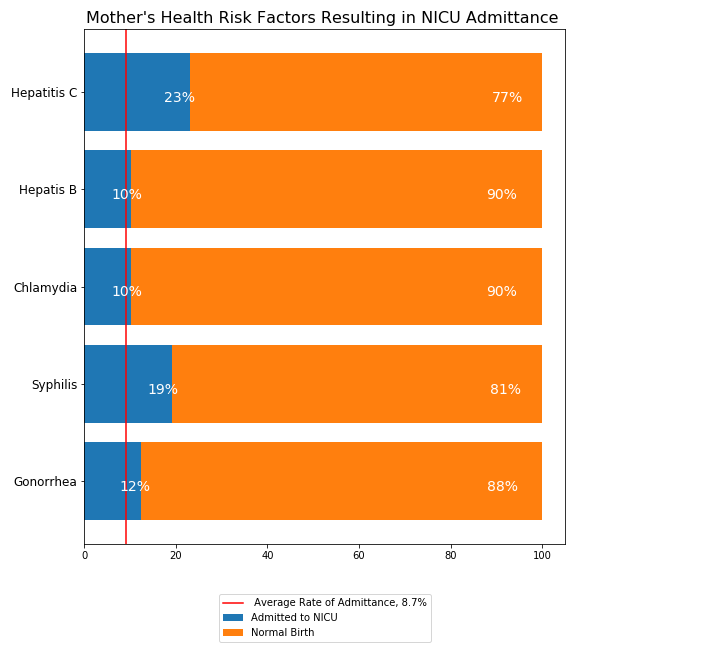 Mother's Health Risk Factors Resulting in NICU Admittance
Hepatitis C
23%
77%
Hepatis B
10%
90%
Chlamydia
10%
90%
Syphilis
19%
81%
Gonorrhea
12%
88%
0 20 40 60 80 100
Average Rate of Admittance, 8.7%
Admitted to NICU
Normal Birth